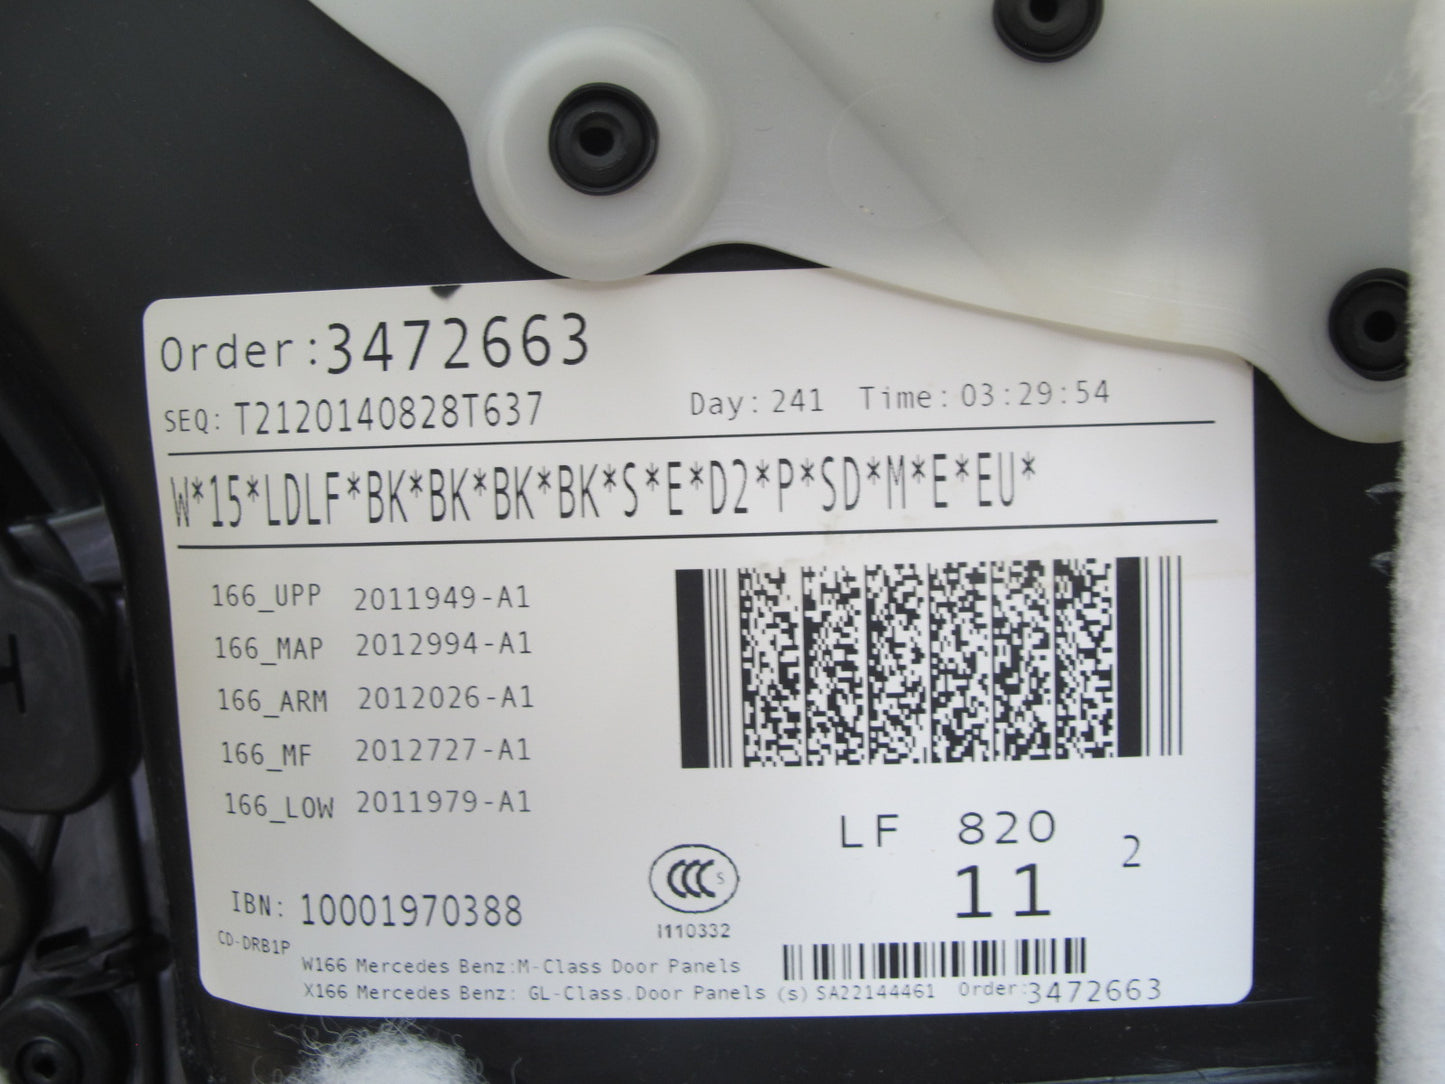 Order:3472663
SEQ: T2120140828T637 Day:241 Time:03:29:54
W*15*LDLF*BK*BK*BK*BK*S*E*D2*P*SD*M*E*EU*
166_UPP 2011949-A1
166_MAP 2012994-A1
166_ARM 2012026-A1
166_MF 2012727-A1
166_LOW 2011979-A1
LF 820
11 2
IBN: 10001970388
CCC S
I110332
CD-DRB1P
W166 Mercedes Benz:M-Class Door Panels
X166 Mercedes Benz: GL-Class.Door Panels (s) SA22144461 Order:3472663